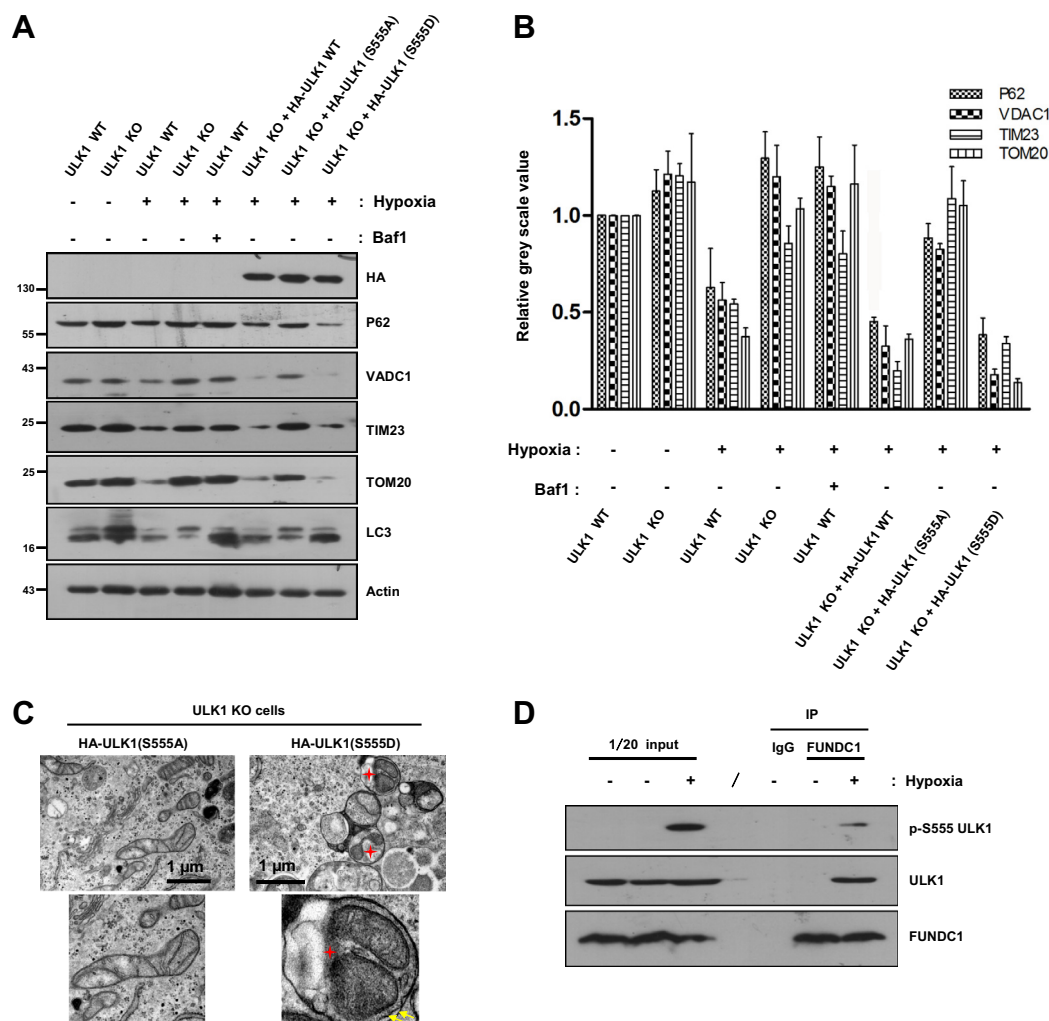 A
ULK1 WT
ULK1 KO
ULK1 WT
ULK1 KO
ULK1 WT
ULK1 KO + HA-ULK1 WT
ULK1 KO + HA-ULK1 (S555A)
ULK1 KO + HA-ULK1 (S555D)
- - + + + + + + : Hypoxia
- - - - + - - - : Baf1
HA
130
P62
55
43
VADC1
25
TIM23
25
TOM20
LC3
16
43
Actin
B
P62
VDAC1
TIM23
TOM20
Relative grey scale value
1.5
1.0
0.5
0.0
Hypoxia : - - + + + + + +
Baf1 : - - - - + - - -
ULK1 WT
ULK1 KO
ULK1 WT
ULK1 KO
ULK1 WT
ULK1 KO + HA-ULK1 WT
ULK1 KO + HA-ULK1 (S555A)
ULK1 KO + HA-ULK1 (S555D)
C
ULK1 KO cells
HA-ULK1(S555A) HA-ULK1(S555D)
1 μm 1 μm
D
IP
1/20 input IgG FUNDC1
- - + / - - + : Hypoxia
p-S555 ULK1
ULK1
FUNDC1